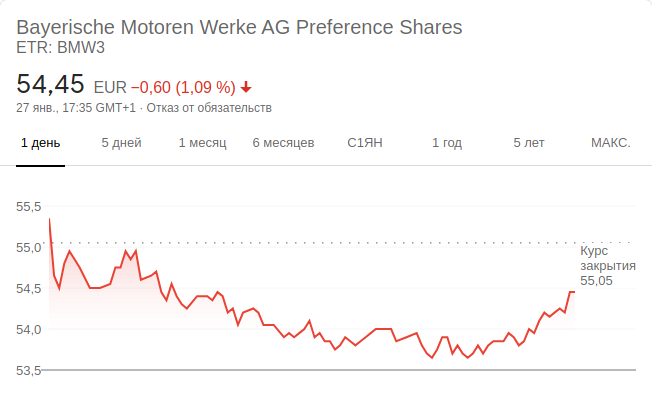 Bayerische Motoren Werke AG Preference Shares
ETR: BMW3
54,45 EUR −0,60 (1,09 %)
27 янв., 17:35 GMT+1 · Отказ от обязательств
1 день 5 дней 1 месяц 6 месяцев С1ЯН 1 год 5 лет МАКС.
55,5
55,0
Курс
закрытия
55,05
54,5
54,0
53,5